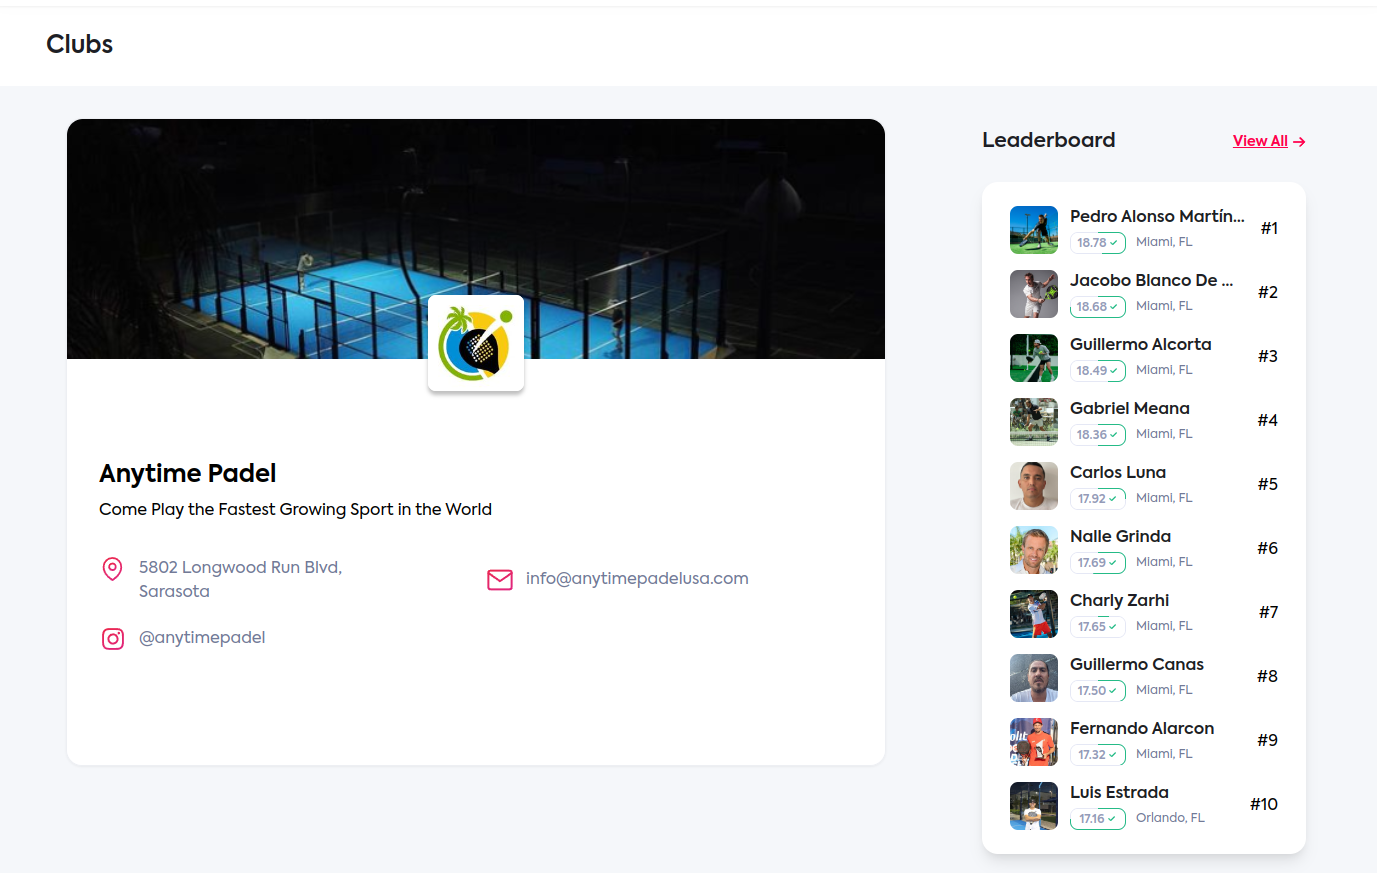 Clubs
Anytime Padel
Come Play the Fastest Growing Sport in the World
5802 Longwood Run Blvd,
Sarasota
info@anytimepadelusa.com
@anytimepadel
Leaderboard
View All →
Pedro Alonso Martín...
#1
18.78 ✓ Miami, FL
Jacobo Blanco De ...
#2
18.68 ✓ Miami, FL
Guillermo Alcorta
#3
18.49 ✓ Miami, FL
Gabriel Meana
#4
18.36 ✓ Miami, FL
Carlos Luna
#5
17.92 ✓ Miami, FL
Nalle Grinda
#6
17.69 ✓ Miami, FL
Charly Zarhi
#7
17.65 ✓ Miami, FL
Guillermo Canas
#8
17.50 ✓ Miami, FL
Fernando Alarcon
#9
17.32 ✓ Miami, FL
Luis Estrada
#10
17.16 ✓ Orlando, FL